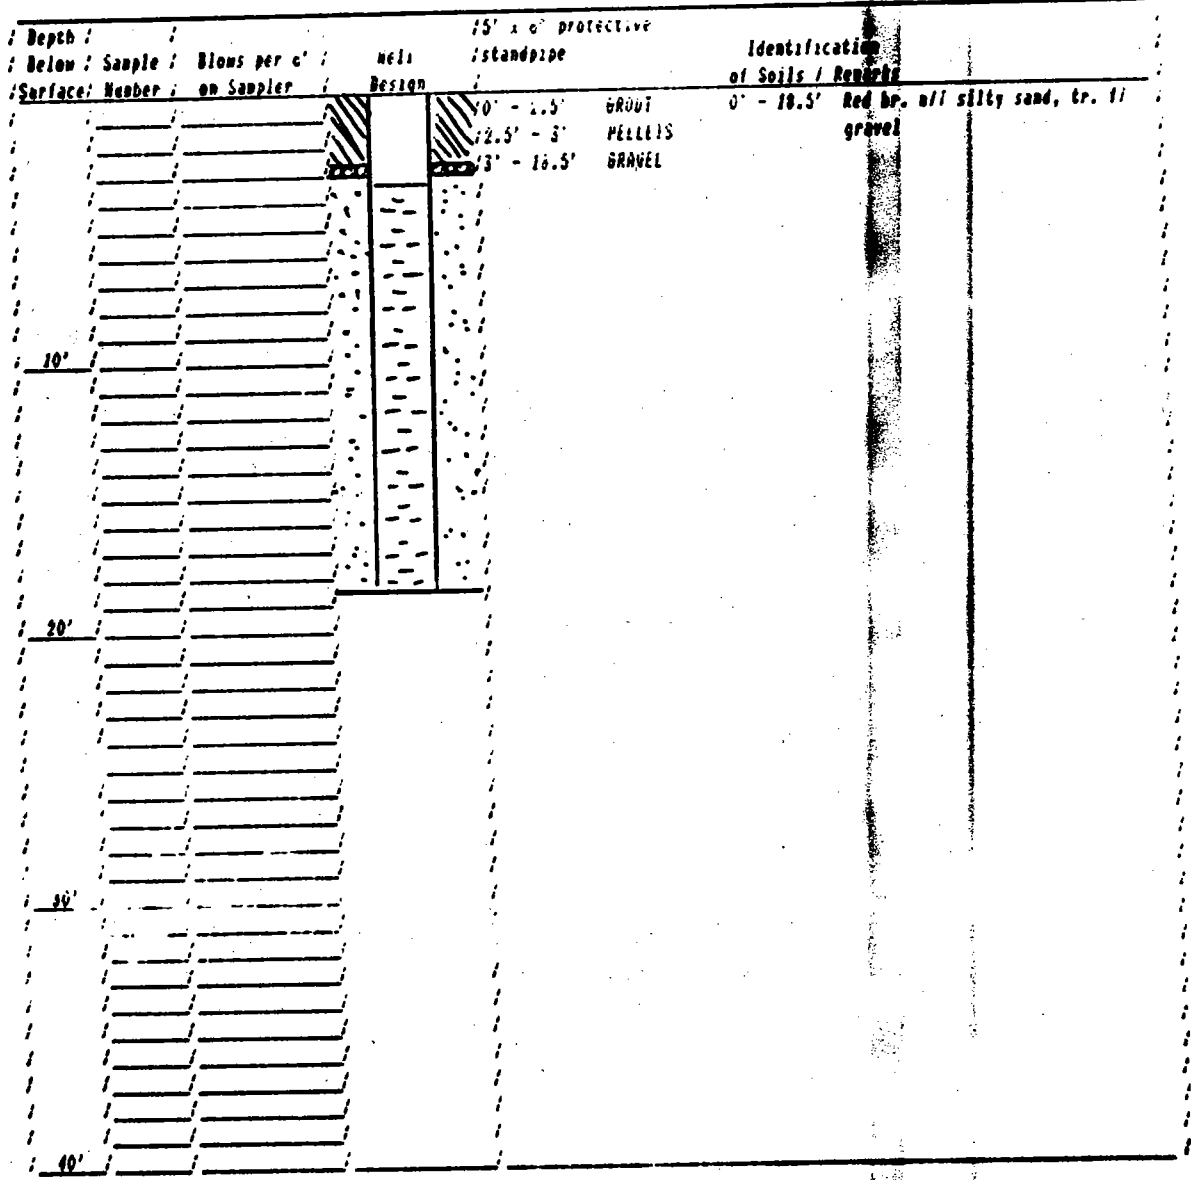 5' x 6" protective
Depth
Below Sample Blows per 6" Well standpipe Identification
Surface Number on Sampler Design of Soils / Remarks
0' - 2.5' GROUT 0' - 18.5' Red br. m/f silty sand, tr. f/
2.5' - 3' PELLETS gravel
3' - 18.5' GRAVEL
10'
20'
30'
40'